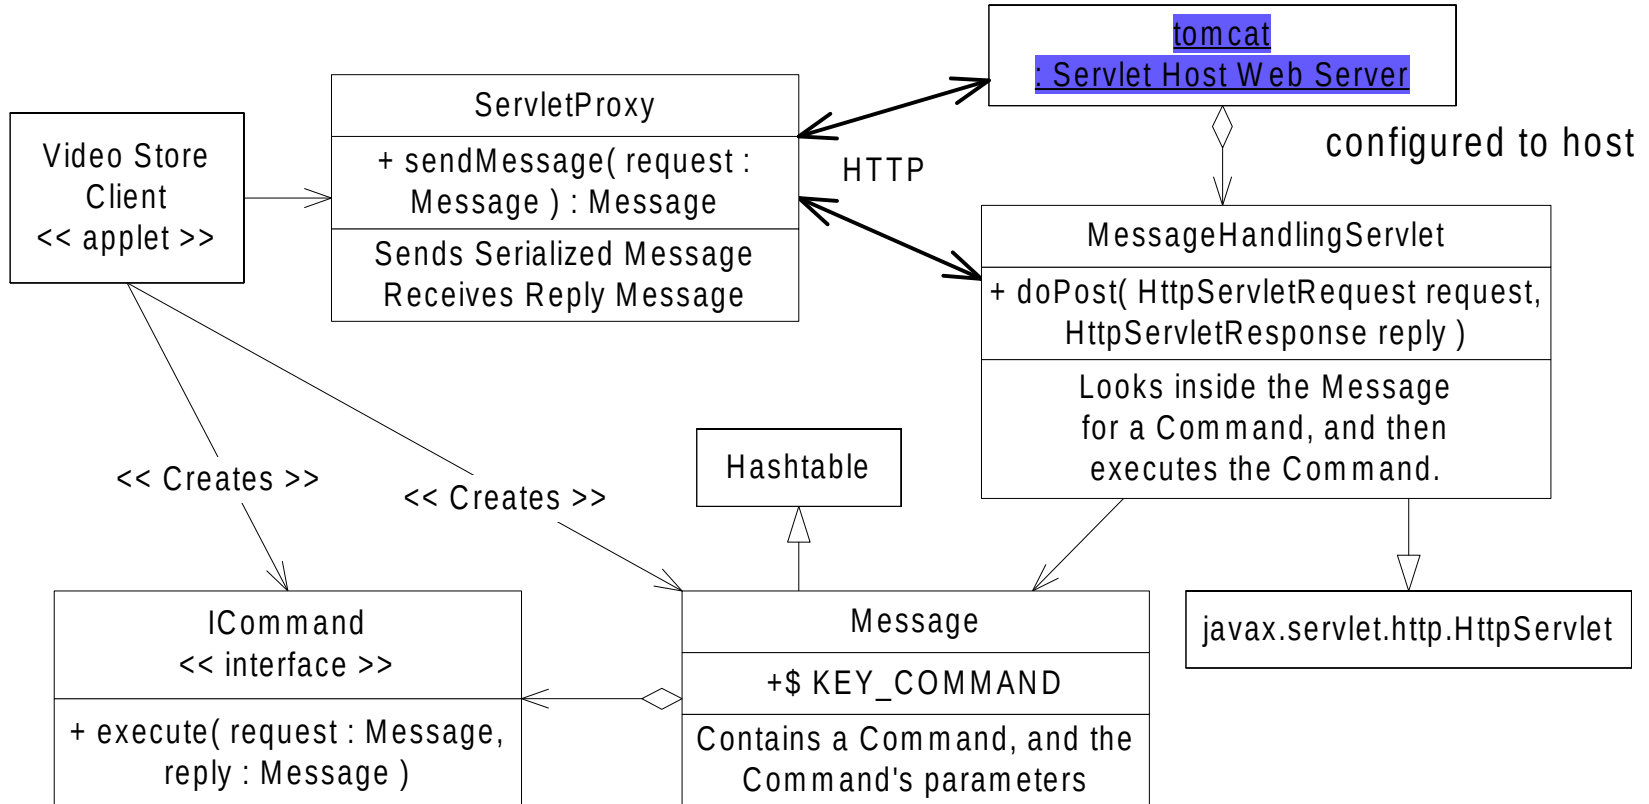 tomcat
: Servlet Host Web Server
configured to host
ServletProxy
+ sendMessage( request :
Message ) : Message
Sends Serialized Message
Receives Reply Message
Video Store
Client
<< applet >>
HTTP
MessageHandlingServlet
+ doPost( HttpServletRequest request,
HttpServletResponse reply )
Looks inside the Message
for a Command, and then
executes the Command.
Hashtable
<< Creates >>
<< Creates >>
ICommand
<< interface >>
+ execute( request : Message,
reply : Message )
Message
+$ KEY_COMMAND
Contains a Command, and the
Command's parameters
javax.servlet.http.HttpServlet